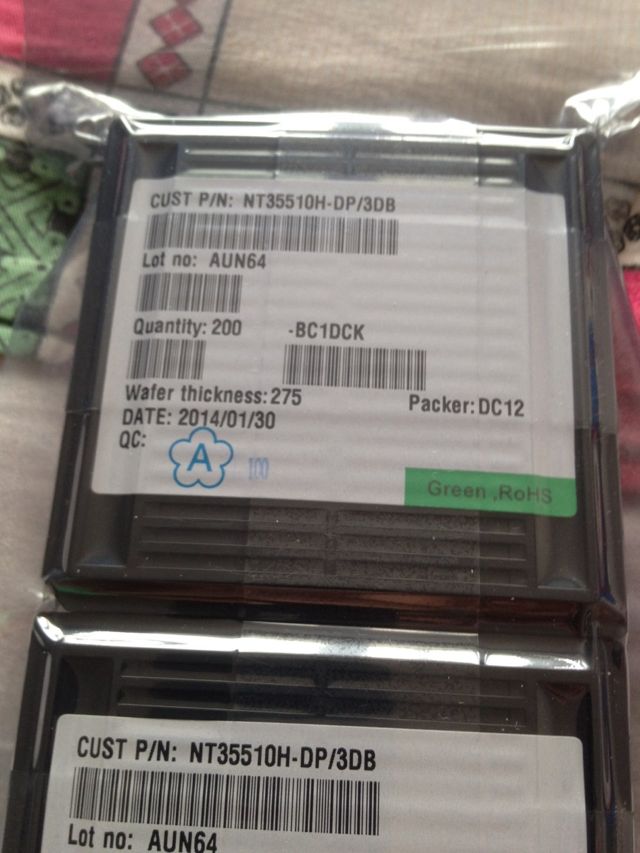 CUST P/N: NT35510H-DP/3DB
Lot no: AUN64
Quantity: 200 -BC1DCK
Wafer thickness: 275 Packer: DC12
DATE: 2014/01/30
QC: A 100
Green ,RoHS
CUST P/N: NT35510H-DP/3DB
Lot no: AUN64